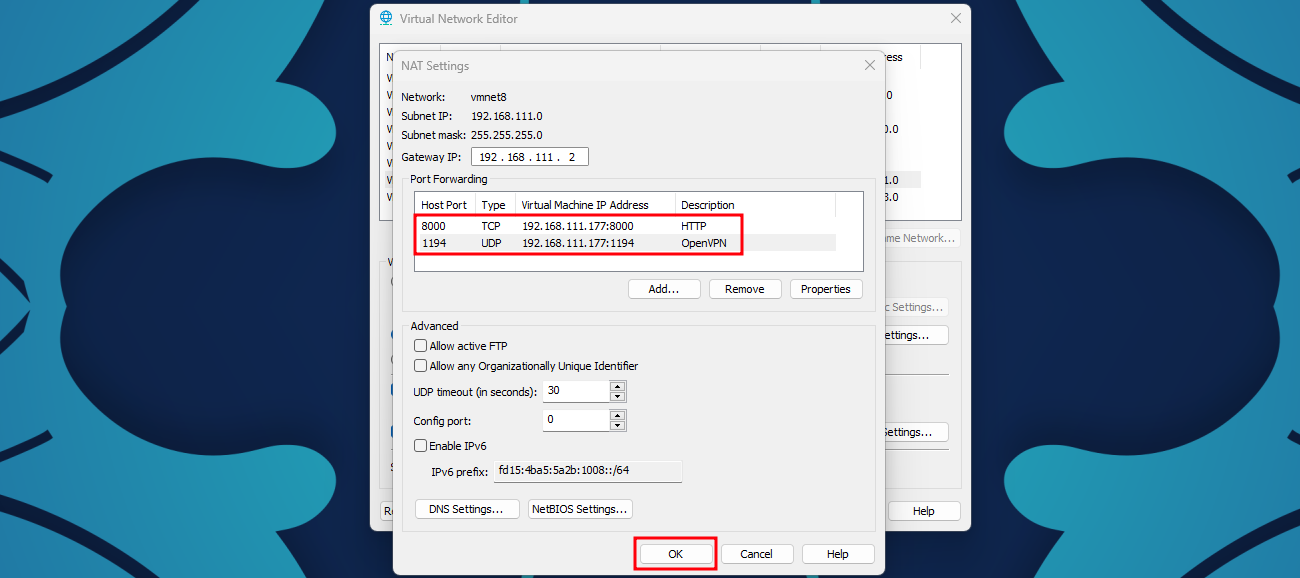 Virtual Network Editor
ess
NAT Settings
Network: vmnet8
Subnet IP: 192.168.111.0
Subnet mask: 255.255.255.0
Gateway IP: 192 . 168 . 111 . 2
0
0.0
1.0
3.0
Port Forwarding
Host Port Type Virtual Machine IP Address Description
8000 TCP 192.168.111.177:8000 HTTP
1194 UDP 192.168.111.177:1194 OpenVPN
ame Network...
Add... Remove Properties
c Settings...
Advanced
ettings...
Allow active FTP
Allow any Organizationally Unique Identifier
UDP timeout (in seconds): 30
Config port: 0
Settings...
Enable IPv6
IPv6 prefix: fd15:4ba5:5a2b:1008::/64
DNS Settings... NetBIOS Settings...
Help
OK Cancel Help